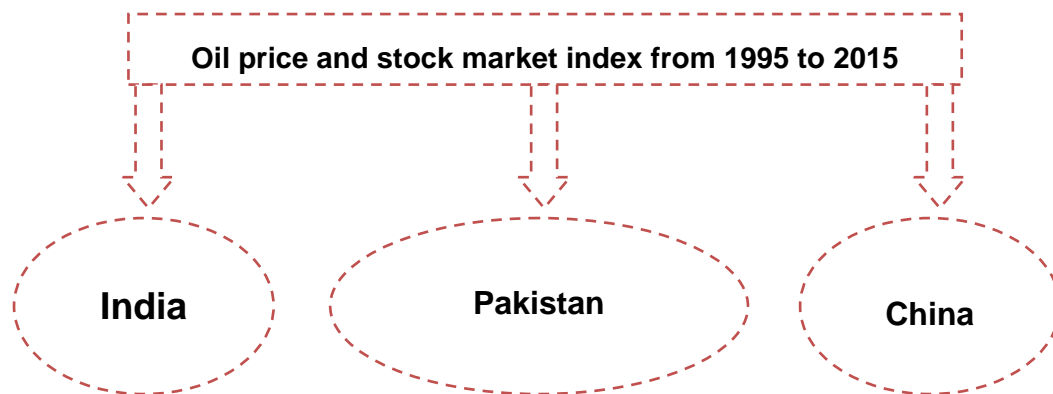 Oil price and stock market index from 1995 to 2015
India
Pakistan
China